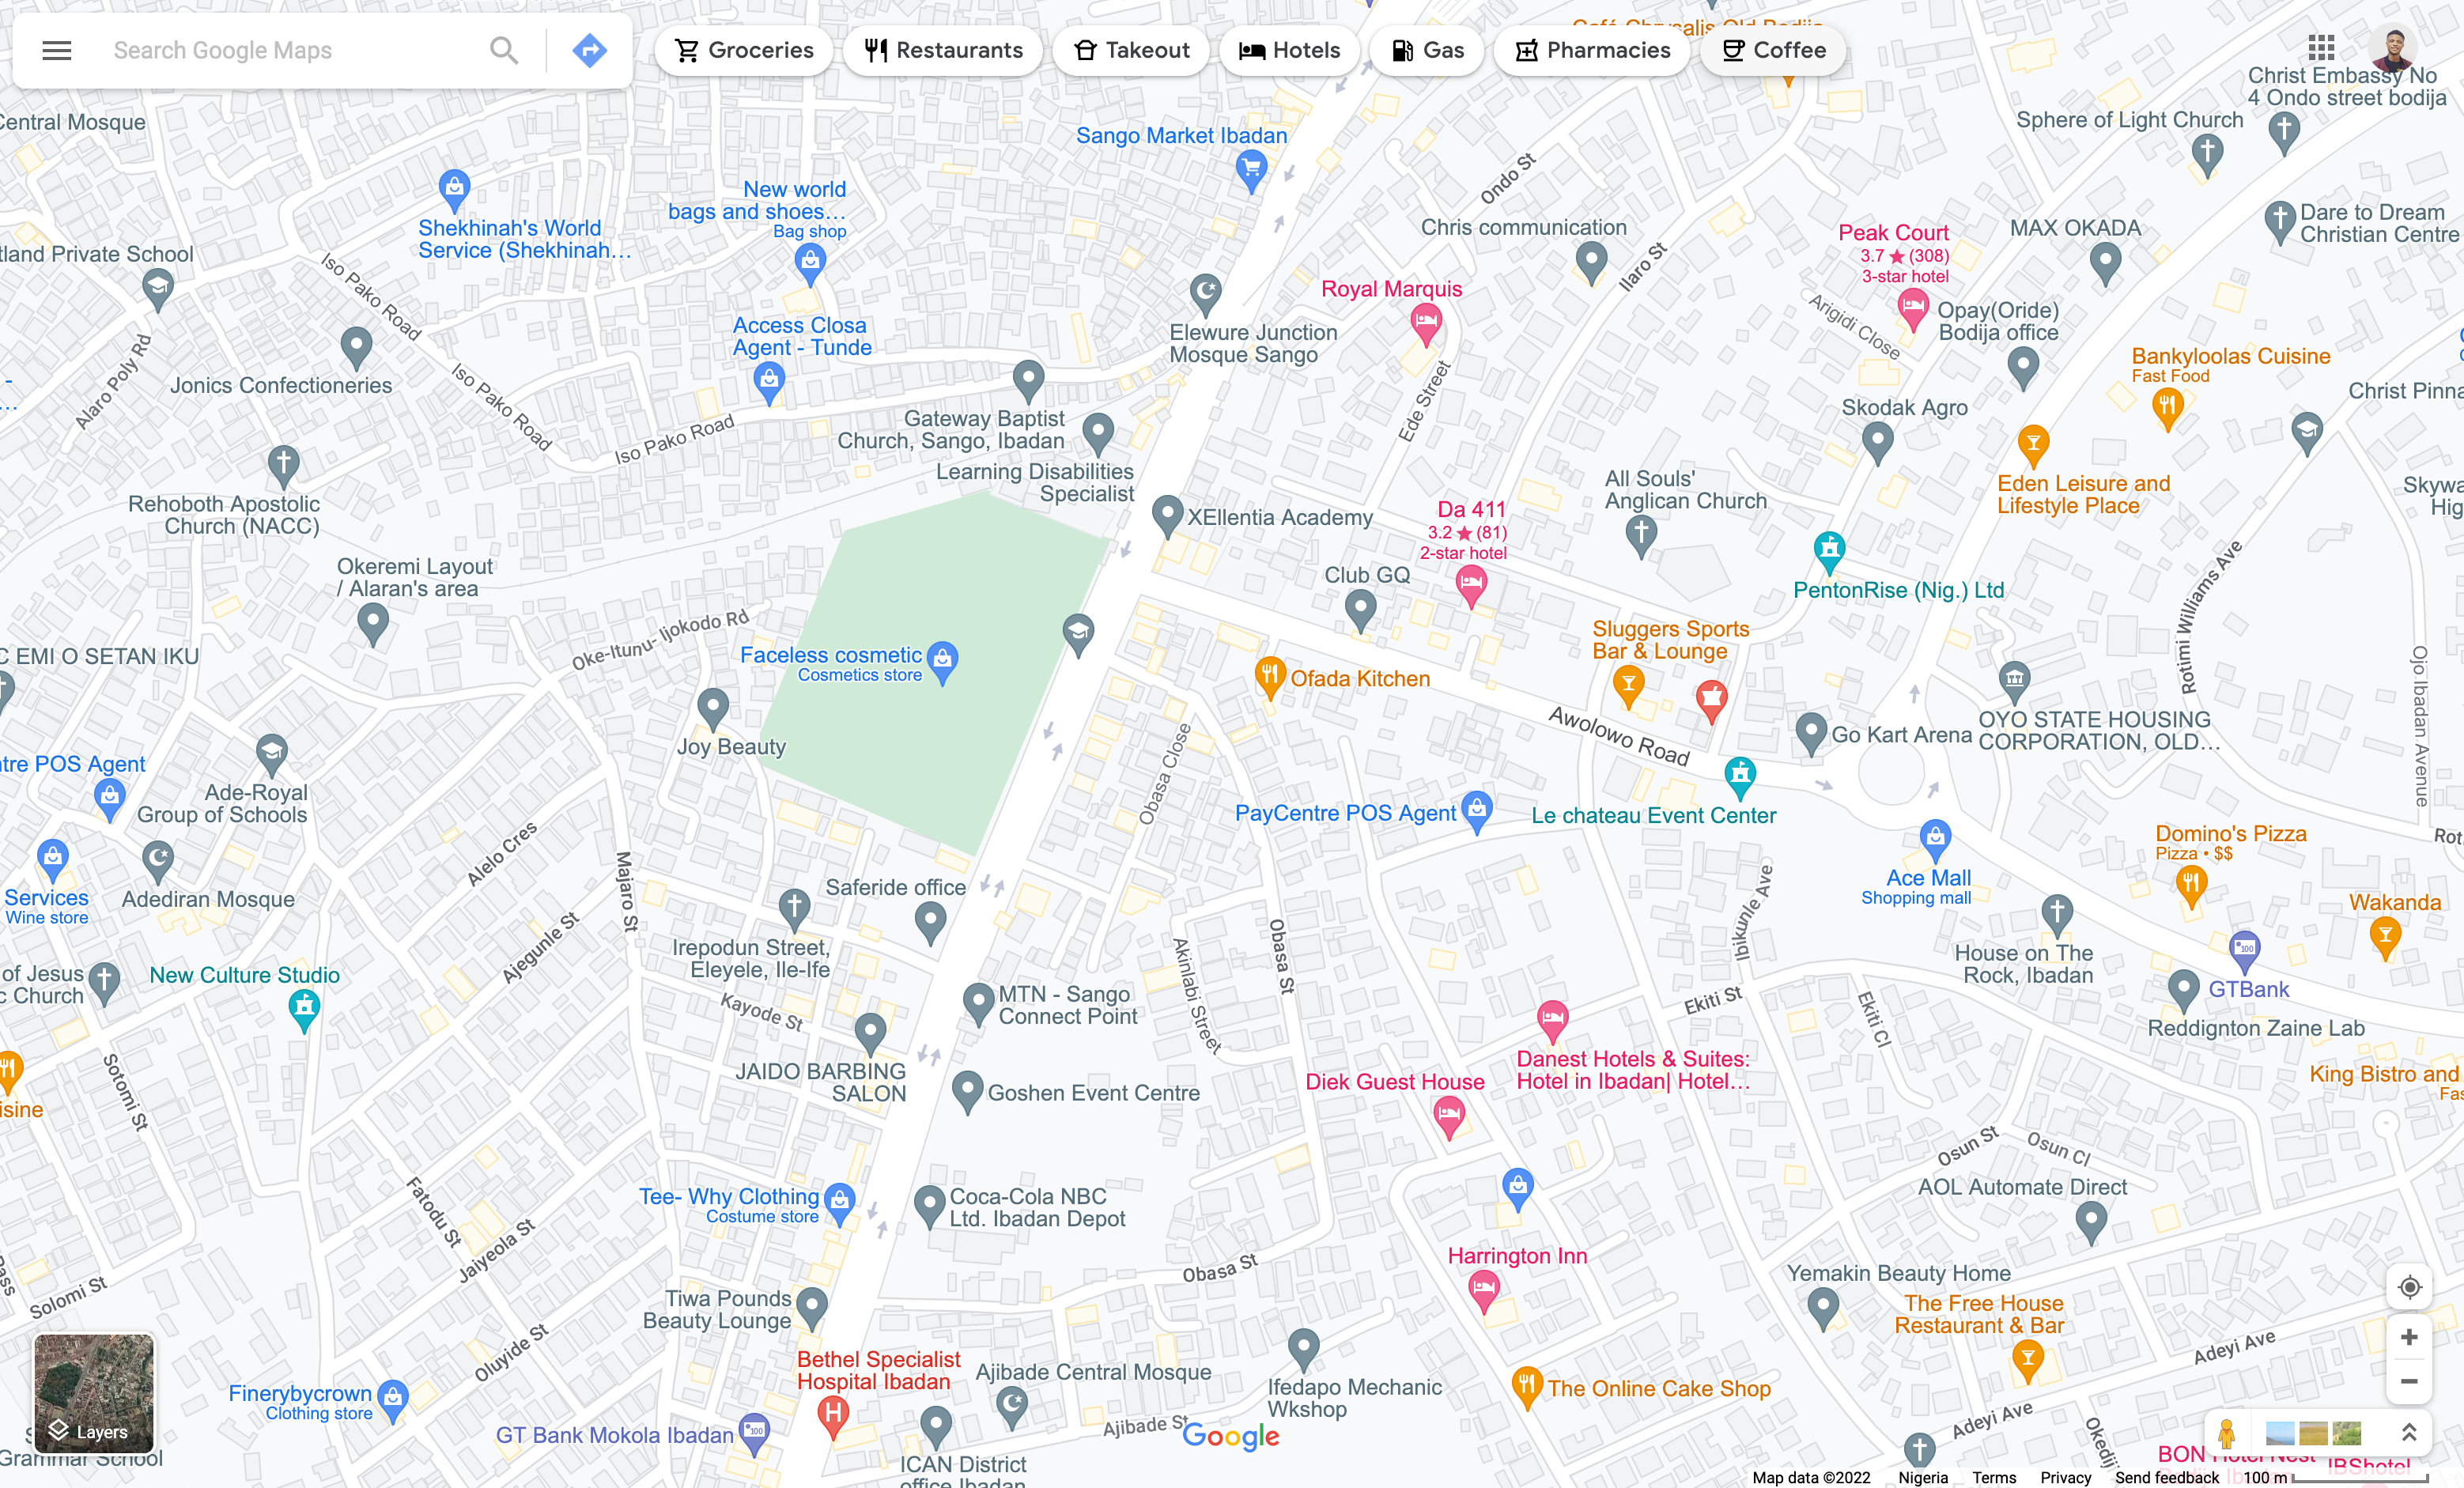 Search Google Maps
Groceries
Restaurants
Takeout
Hotels
Gas
Pharmacies
Coffee
Café Chrysalis Old Bodija
Christ Embassy No
4 Ondo street bodija
Central Mosque
Sphere of Light Church
Sango Market Ibadan
Ondo St
New world
bags and shoes…
Bag shop
Shekhinah's World
Service (Shekhinah…
Chris communication
Peak Court
3.7 ★ (308)
3-star hotel
MAX OKADA
Dare to Dream
Christian Centre
tland Private School
Iso Pako Road
Ilaro St
Royal Marquis
Arigidi Close
Opay(Oride)
Bodija office
Access Closa
Agent - Tunde
Elewure Junction
Mosque Sango
Alaro Poly Rd
Jonics Confectioneries
Iso Pako Road
Bankyloolas Cuisine
Fast Food
Christ Pinna
Ede Street
Skodak Agro
Gateway Baptist
Church, Sango, Ibadan
Iso Pako Road
Learning Disabilities
Specialist
All Souls'
Anglican Church
Eden Leisure and
Lifestyle Place
Skywa
Hig
Rehoboth Apostolic
Church (NACC)
XEllentia Academy
Da 411
3.2 ★ (81)
2-star hotel
Okeremi Layout
/ Alaran's area
Club GQ
PentonRise (Nig.) Ltd
Rotimi Williams Ave
Oke-Itunu- Ijokodo Rd
Sluggers Sports
Bar & Lounge
C EMI O SETAN IKU
Faceless cosmetic
Cosmetics store
Ofada Kitchen
Ojo Ibadan Avenue
Joy Beauty
Awolowo Road
Go Kart Arena
OYO STATE HOUSING
CORPORATION, OLD…
Obasa Close
ntre POS Agent
Ade-Royal
Group of Schools
PayCentre POS Agent
Le chateau Event Center
Domino's Pizza
Pizza • $$
Rot
Alelo Cres
Majaro St
Services
Wine store
Adediran Mosque
Saferide office
Ace Mall
Shopping mall
Iqikunle Ave
Wakanda
Irepodun Street,
Eleyele, Ile-Ife
Ajegunle St
Obasa St
Akinlabi Street
House on The
Rock, Ibadan
of Jesus
c Church
New Culture Studio
GTBank
MTN - Sango
Connect Point
Kayode St
Ekiti St
Ekiti Cl
Reddignton Zaine Lab
JAIDO BARBING
SALON
Danest Hotels & Suites:
Hotel in Ibadan| Hotel…
Sotomi St
Goshen Event Centre
Diek Guest House
King Bistro and
Fas
isine
Osun St
Osun Cl
AOL Automate Direct
Tee- Why Clothing
Costume store
Coca-Cola NBC
Ltd. Ibadan Depot
Fatodu St
Jaiyeola St
Obasa St
Harrington Inn
Yemakin Beauty Home
Pass
Solomi St
Tiwa Pounds
Beauty Lounge
The Free House
Restaurant & Bar
Oluyide St
Adeyi Ave
Bethel Specialist
Hospital Ibadan
Ajibade Central Mosque
Ifedapo Mechanic
Wkshop
The Online Cake Shop
Finerybycrown
Clothing store
Adeyi Ave
Layers
GT Bank Mokola Ibadan
Ajibade St
Google
Okedij
Grammar School
ICAN District
office Ibadan
BON Hotel Nest
IBShotel
Map data ©2022
Nigeria
Terms
Privacy
Send feedback
100 m